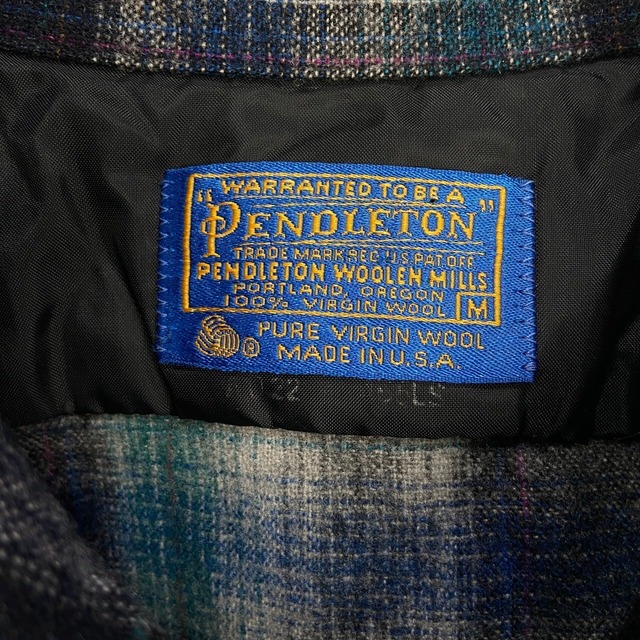 WARRANTED TO BE A
"PENDLETON"
TRADE MARK REG U.S. PAT OFF
PENDLETON WOOLEN MILLS
PORTLAND, OREGON
100% VIRGIN WOOL M
® PURE VIRGIN WOOL
MADE IN U.S.A.